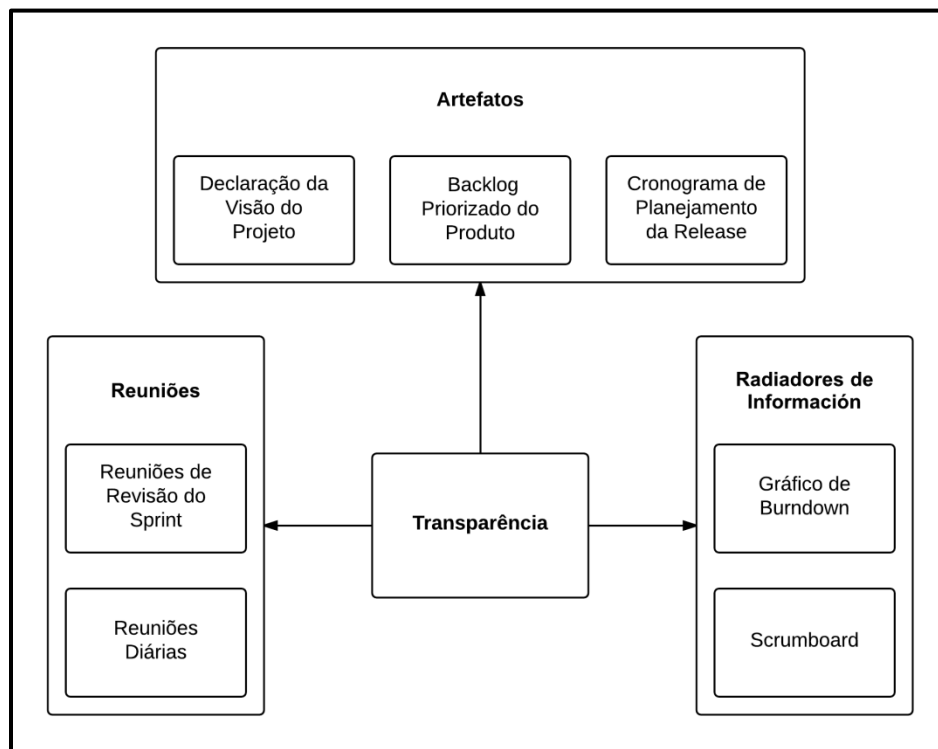 Artefatos
Declaração da
Visão do
Projeto
Backlog
Priorizado do
Produto
Cronograma de
Planejamento
da Release
Reuniões
Reuniões de
Revisão do
Sprint
Reuniões
Diárias
Transparência
Radiadores de
Información
Gráfico de
Burndown
Scrumboard